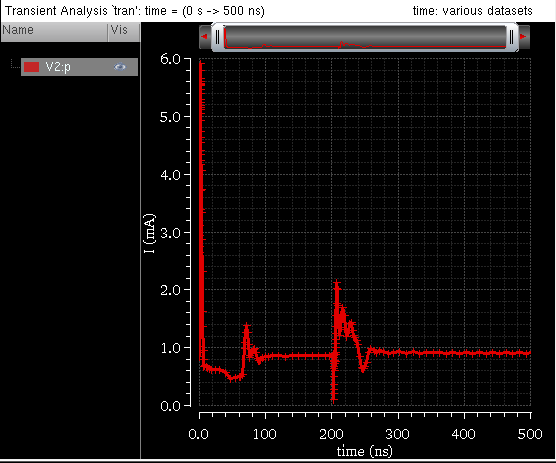 Transient Analysis `tran': time = (0 s -> 500 ns) time: various datasets
Name Vis
V2:p
6.0
5.0
4.0
3.0
2.0
1.0
0.0
I (mA)
0.0 100 200 300 400 500
time (ns)